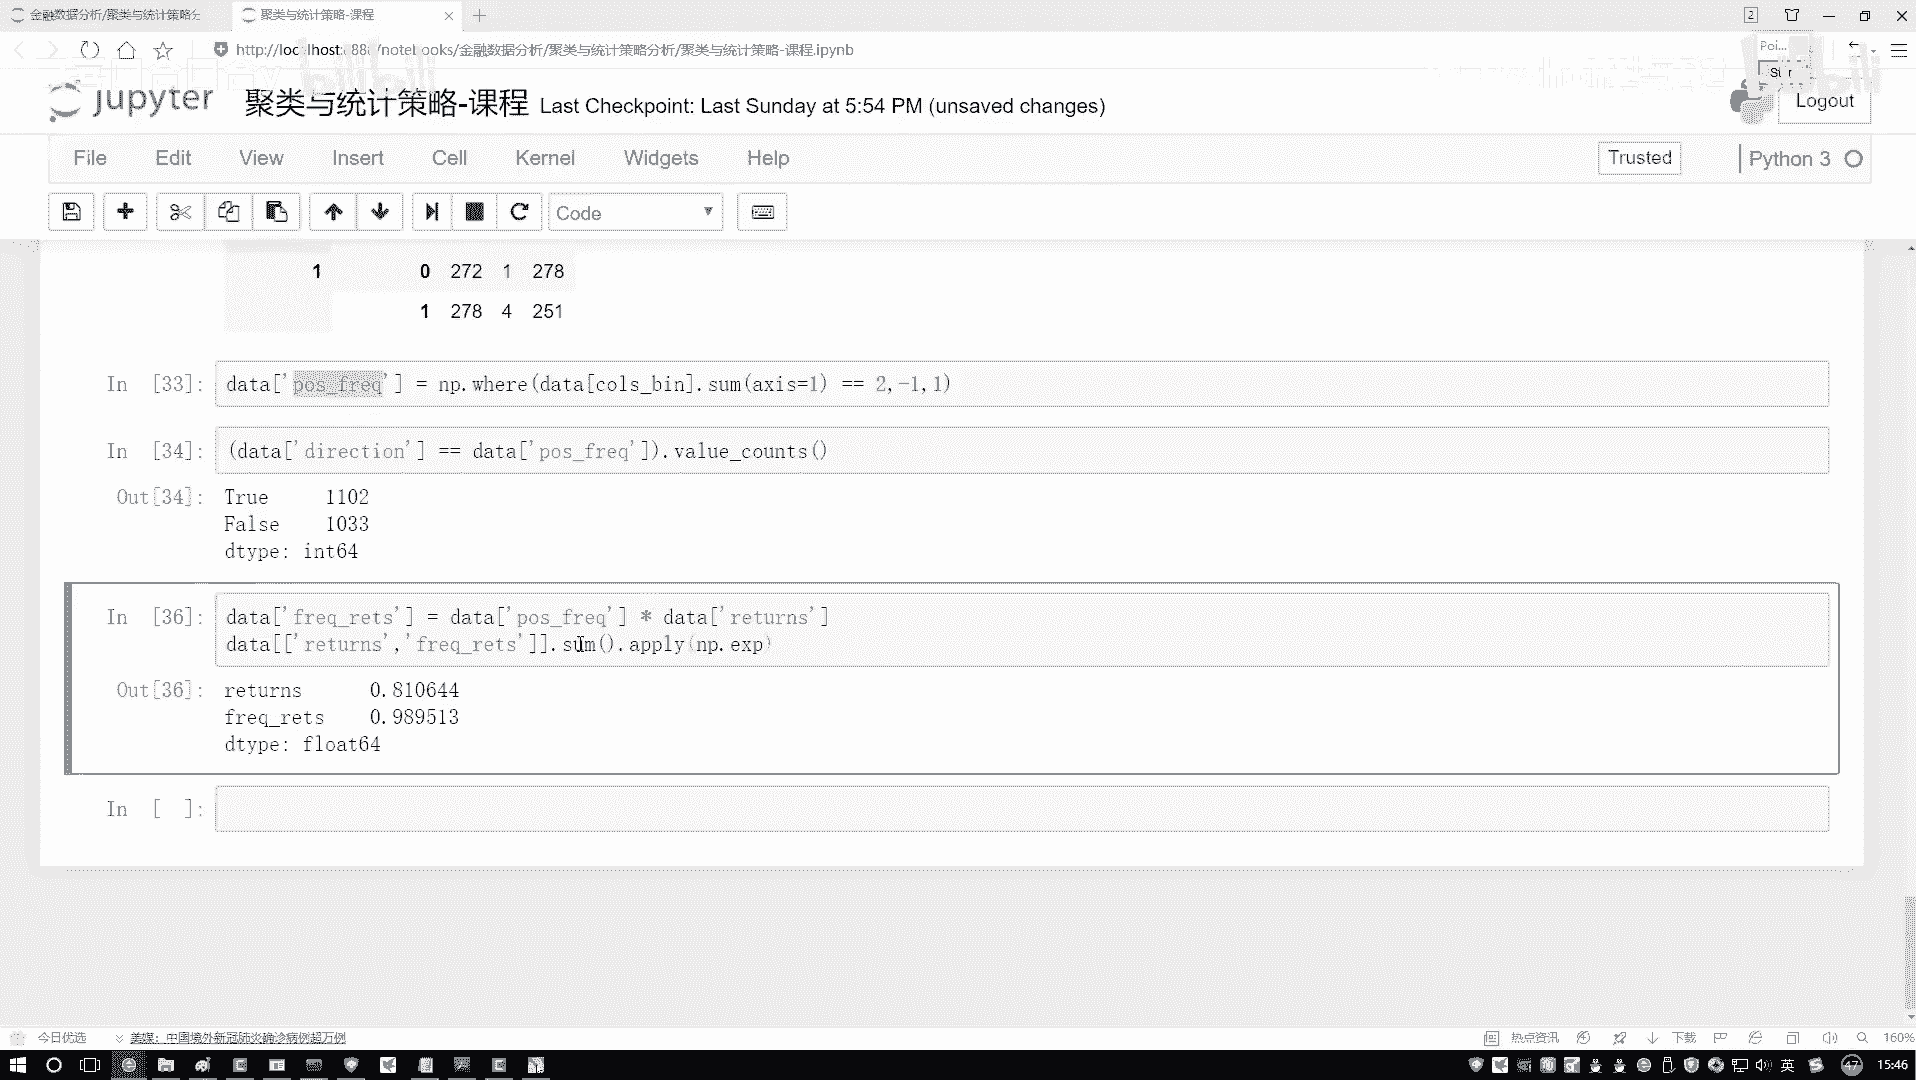 金融数据分析/聚类与统计策略分
聚类与统计策略-课程
2
http://localhost:888/notebooks/金融数据分析/聚类与统计策略分析/聚类与统计策略-课程.ipynb
Poi...
jupyter 聚类与统计策略-课程 Last Checkpoint: Last Sunday at 5:54 PM (unsaved changes)
Logout
File Edit View Insert Cell Kernel Widgets Help
Trusted
Python 3
Code
1 0 272 1 278
1 278 4 251
In [33]: data['pos_freq'] = np.where(data[cols_bin].sum(axis=1) == 2,-1,1)
In [34]: (data['direction'] == data['pos_freq']).value_counts()
Out[34]: True 1102
False 1033
dtype: int64
In [36]: data['freq_rets'] = data['pos_freq'] * data['returns']
data[['returns','freq_rets']].sum().apply(np.exp)
Out[36]: returns 0.810644
freq_rets 0.989513
dtype: float64
In [ ]:
今日优选
美媒：中国境外新冠肺炎确诊病例超万例
热点资讯
下载
160%
英
47
15:46